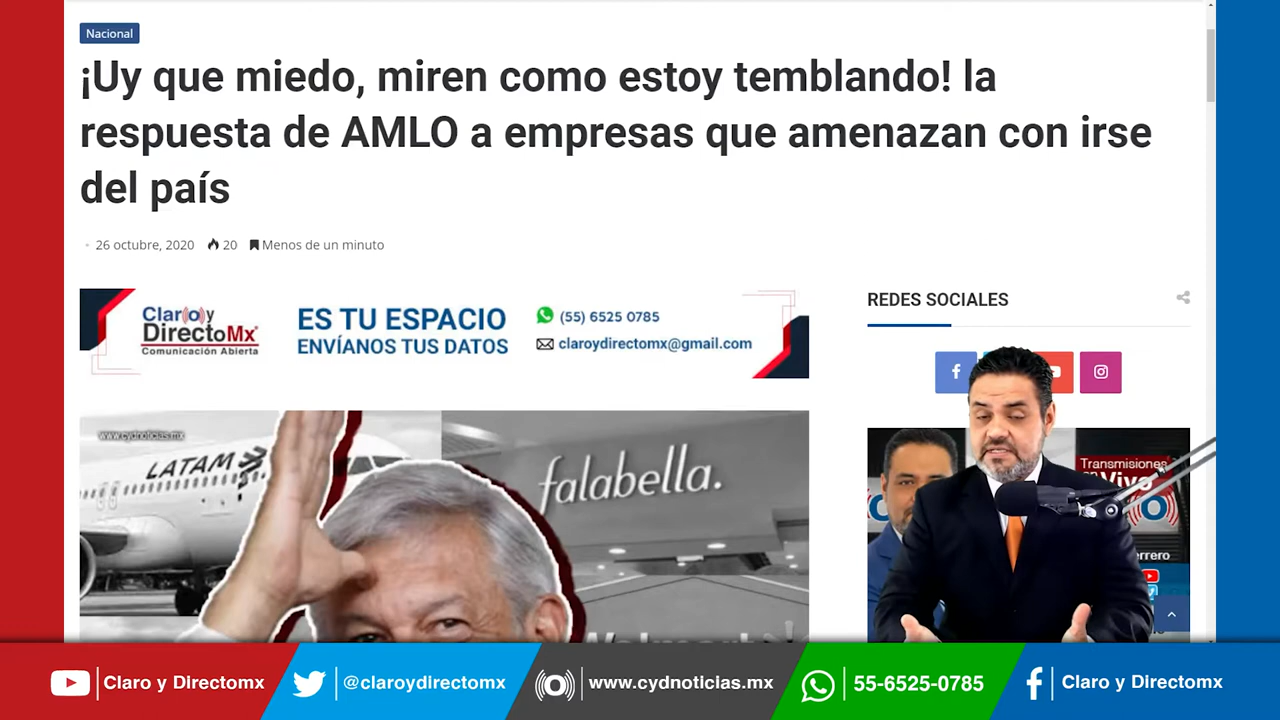 Nacional
¡Uy que miedo, miren como estoy temblando! la
respuesta de AMLO a empresas que amenazan con irse
del país
26 octubre, 2020 20 Menos de un minuto
Claro y
DirectoMx
Comunicación Abierta
ES TU ESPACIO
ENVÍANOS TUS DATOS
(55) 6525 0785
claroydirectomx@gmail.com
REDES SOCIALES
www.cydnoticias.mx
LATAM
falabella.
Walmart
Transmisiones
en Vivo
Claro y Directomx
@claroydirectomx
www.cydnoticias.mx
55-6525-0785
Claro y Directomx